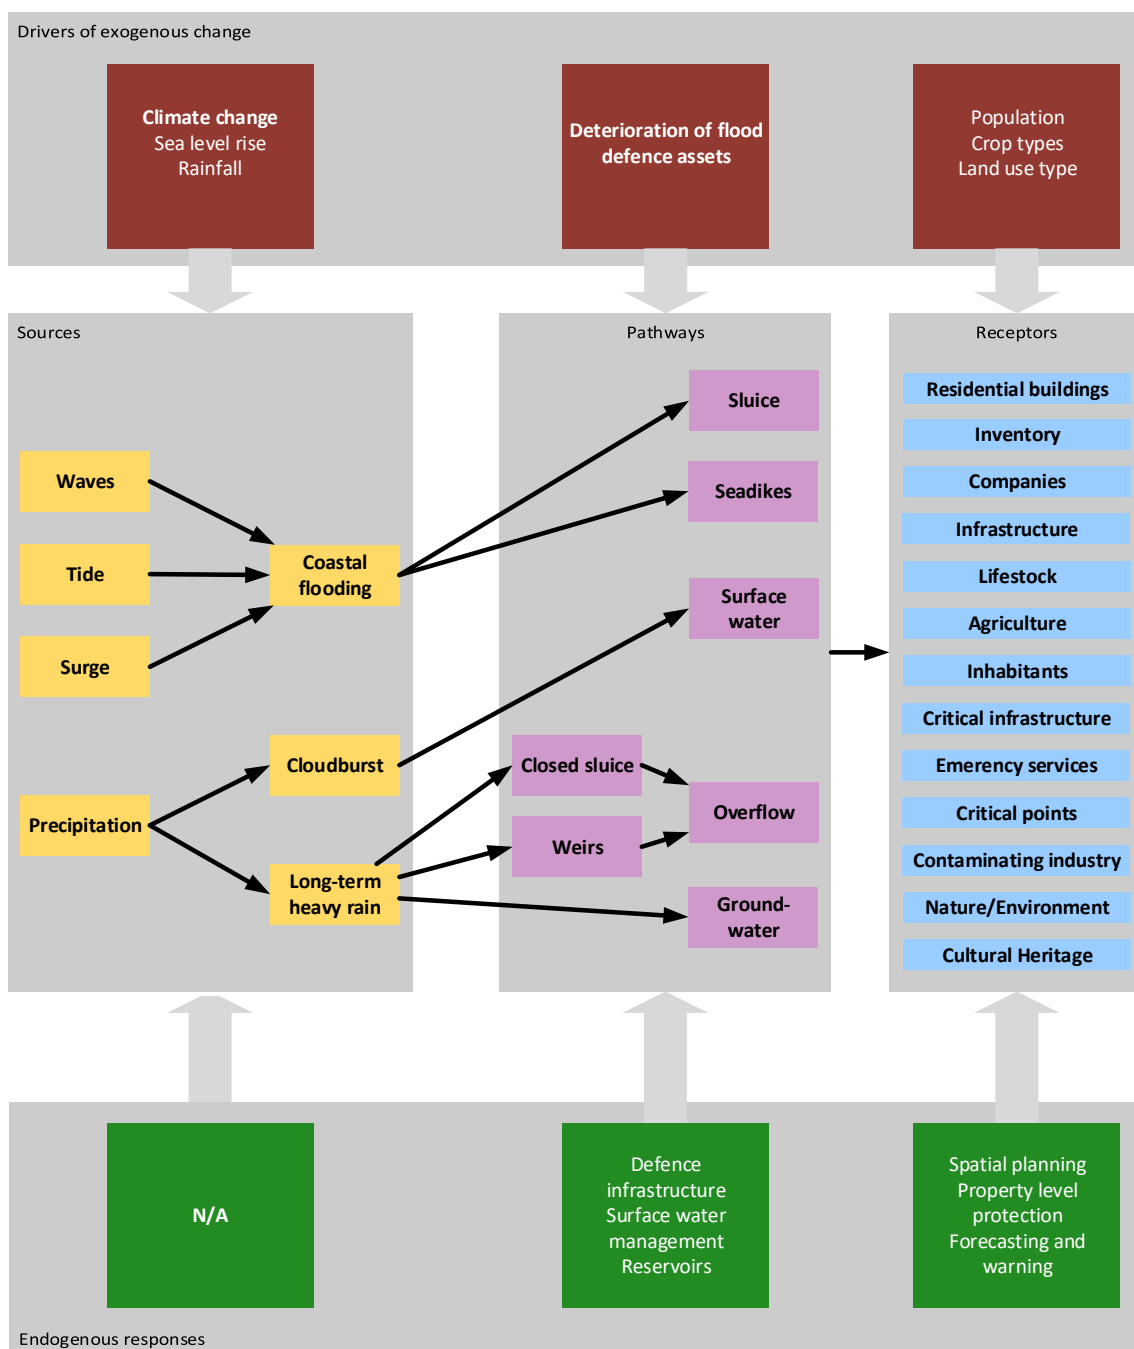 Drivers of exogenous change
Climate change
Sea level rise
Rainfall
Deterioration of flood
defence assets
Population
Crop types
Land use type
Sources
Waves
Tide
Surge
Precipitation
Coastal
flooding
Cloudburst
Long-term
heavy rain
Pathways
Sluice
Seadikes
Surface
water
Closed sluice
Weirs
Overflow
Ground-
water
Receptors
Residential buildings
Inventory
Companies
Infrastructure
Lifestock
Agriculture
Inhabitants
Critical infrastructure
Emerency services
Critical points
Contaminating industry
Nature/Environment
Cultural Heritage
N/A
Defence
infrastructure
Surface water
management
Reservoirs
Spatial planning
Property level
protection
Forecasting and
warning
Endogenous responses